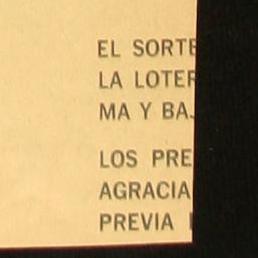 EL SORTE
LA LOTER
MA Y BA
LOS PRE
AGRACIA
PREVIA